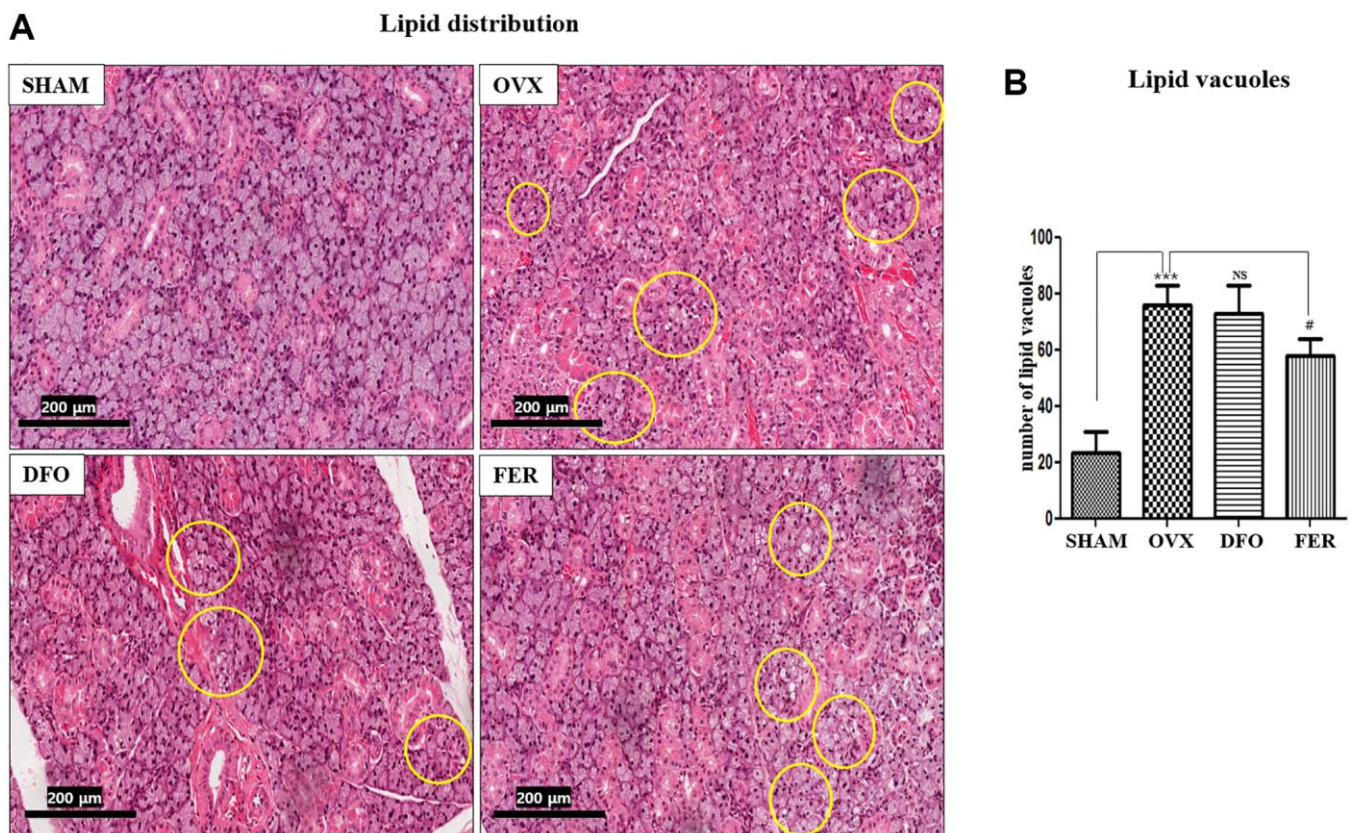 A
Lipid distribution
SHAM
200 µm
OVX
200 µm
DFO
200 µm
FER
200 µm
B
Lipid vacuoles
number of lipid vacuoles
100
80
60
40
20
0
***
NS
#
SHAM OVX DFO FER